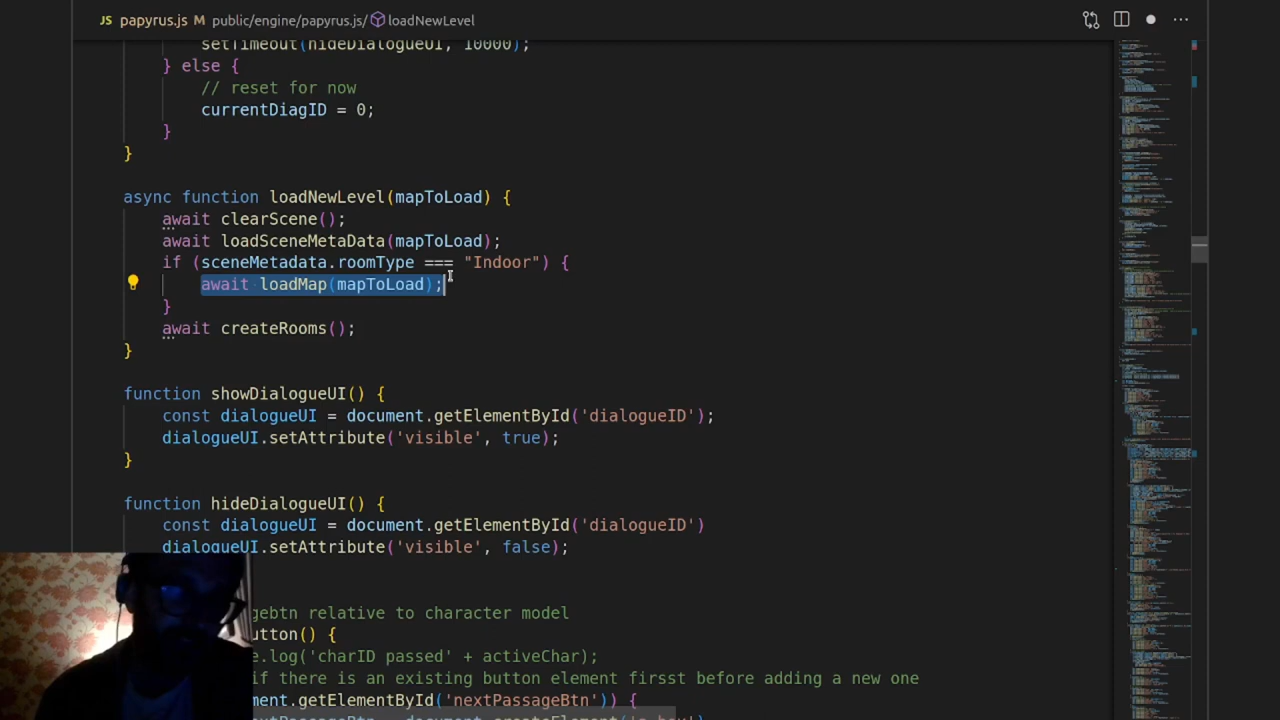 JS papyrus.js M public/engine/papyrus.js/ loadNewLevel
setTimeout(hideDialogueUI, 10000);
} else {
// reset for now
currentDiagID = 0;
}
}
async function loadNewLevel(mapToLoad) {
await clearScene();
await loadSceneMetaData(mapToLoad);
if (sceneMetadata.roomType === "Indoor") {
await loadMap(mapToLoad);
}
await createRooms();
}
function showDialogueUI() {
const dialogueUI = document.getElementById('dialogueID');
dialogueUI.setAttribute('visible', true);
}
function hideDialogueUI() {
const dialogueUI = document.getElementById('dialogueID')
dialogueUI.setAttribute('visible', false);
gebtn relative to caracter model
utton() {
e.log('charID passed', activeChar);
if there is an existing button element firsst before adding a new one
ment.getElementById('nextPassageBtn')) {